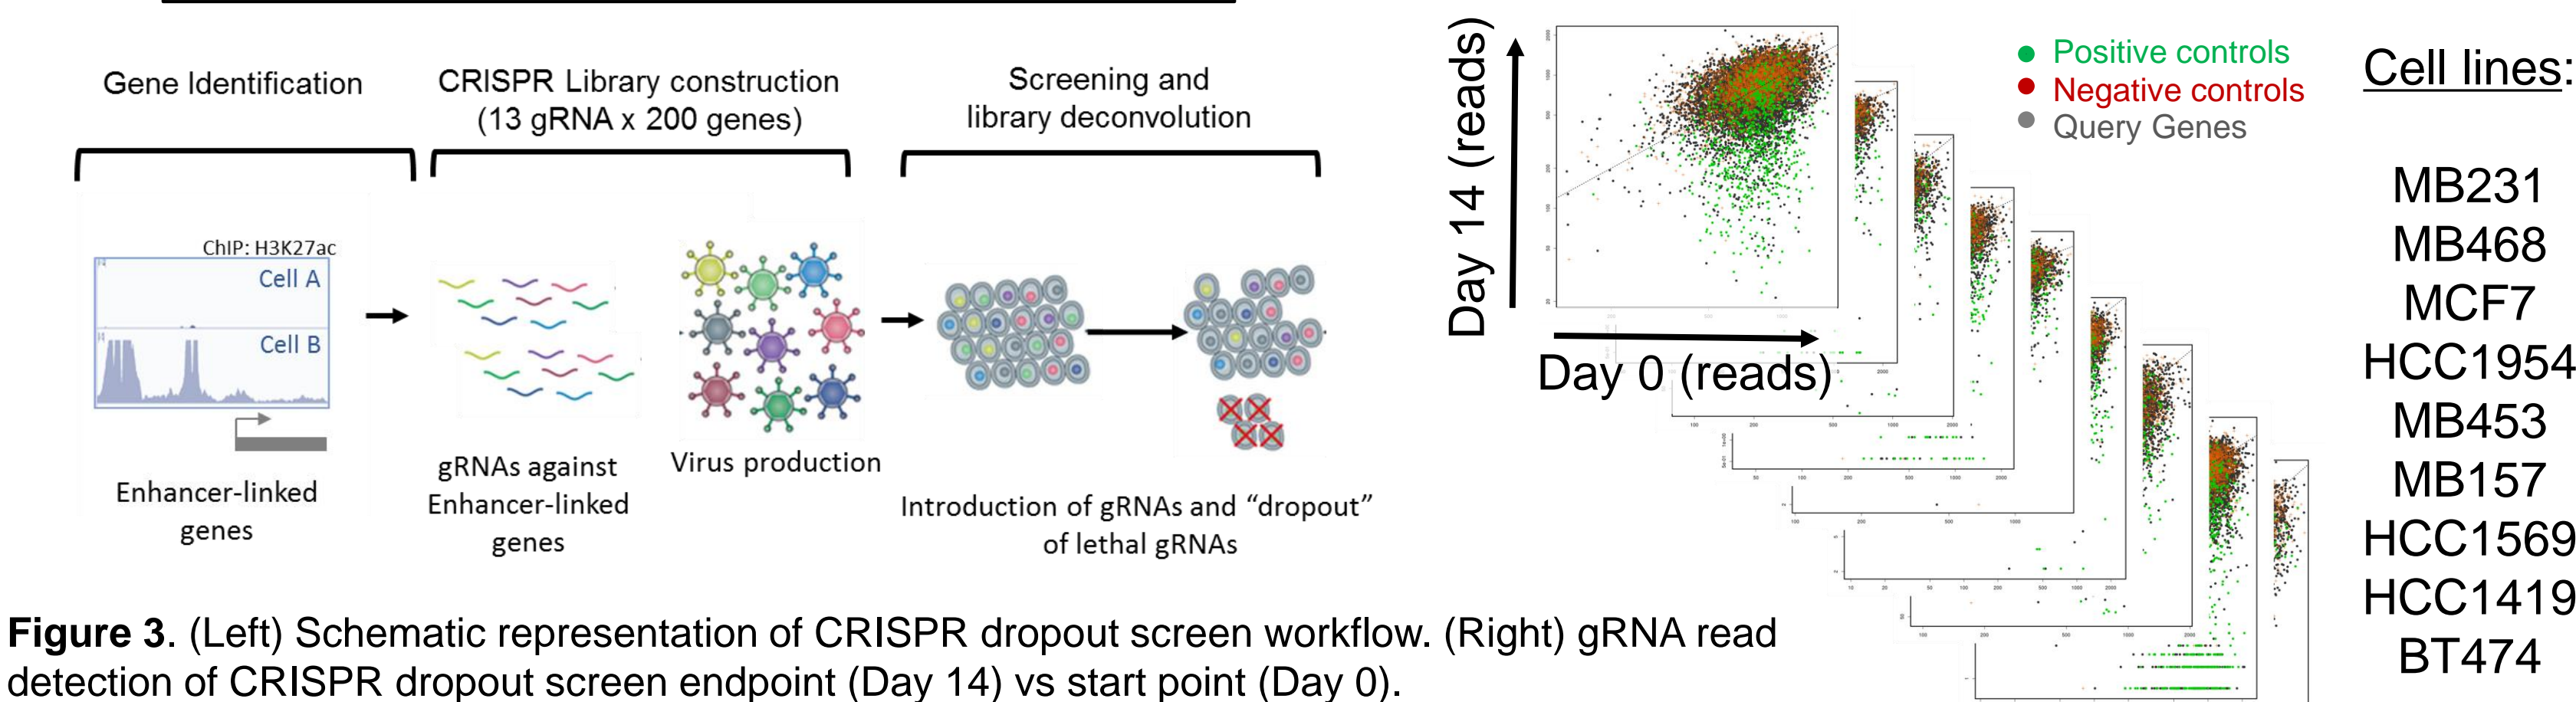 Gene Identification
CRISPR Library construction
(13 gRNA x 200 genes)
Screening and
library deconvolution
ChIP: H3K27ac
Cell A
Cell B
Enhancer-linked
genes
gRNAs against
Enhancer-linked
genes
Virus production
Introduction of gRNAs and “dropout”
of lethal gRNAs
Day 14 (reads)
Day 0 (reads)
Positive controls
Negative controls
Query Genes
Cell lines:
MB231
MB468
MCF7
HCC1954
MB453
MB157
HCC1569
HCC1419
BT474
Figure 3. (Left) Schematic representation of CRISPR dropout screen workflow. (Right) gRNA read
detection of CRISPR dropout screen endpoint (Day 14) vs start point (Day 0).